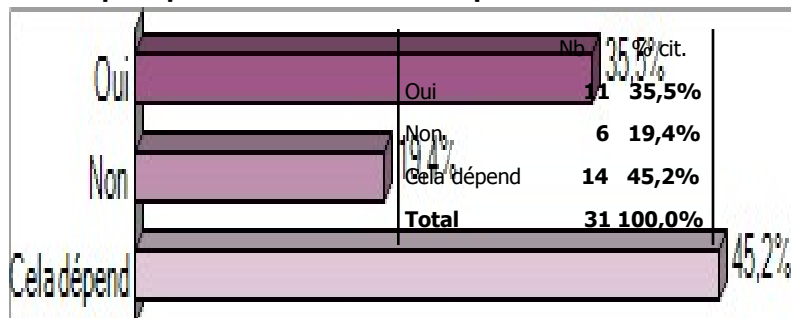 Nb % cit.
Oui 35,5%
Oui 11 35,5%
Non 6 19,4%
Non 19,4%
Cela dépend 14 45,2%
Total 31 100,0%
Cela dépend 45,2%